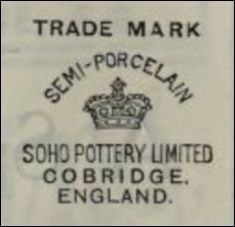 TRADE MARK
SEMI-PORCELAIN
SOHO POTTERY LIMITED
COBRIDGE.
ENGLAND.